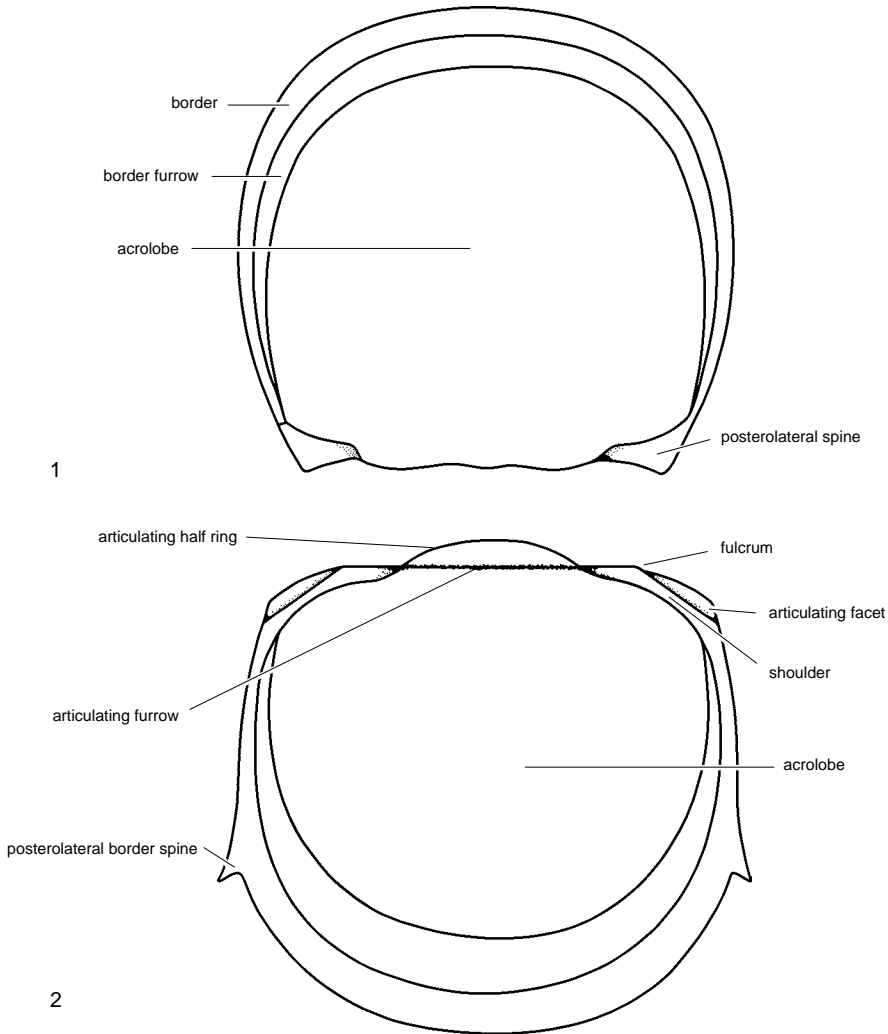 border
border furrow
acrolobe
posterolateral spine
1
articulating half ring
fulcrum
articulating facet
shoulder
articulating furrow
acrolobe
posterolateral border spine
2